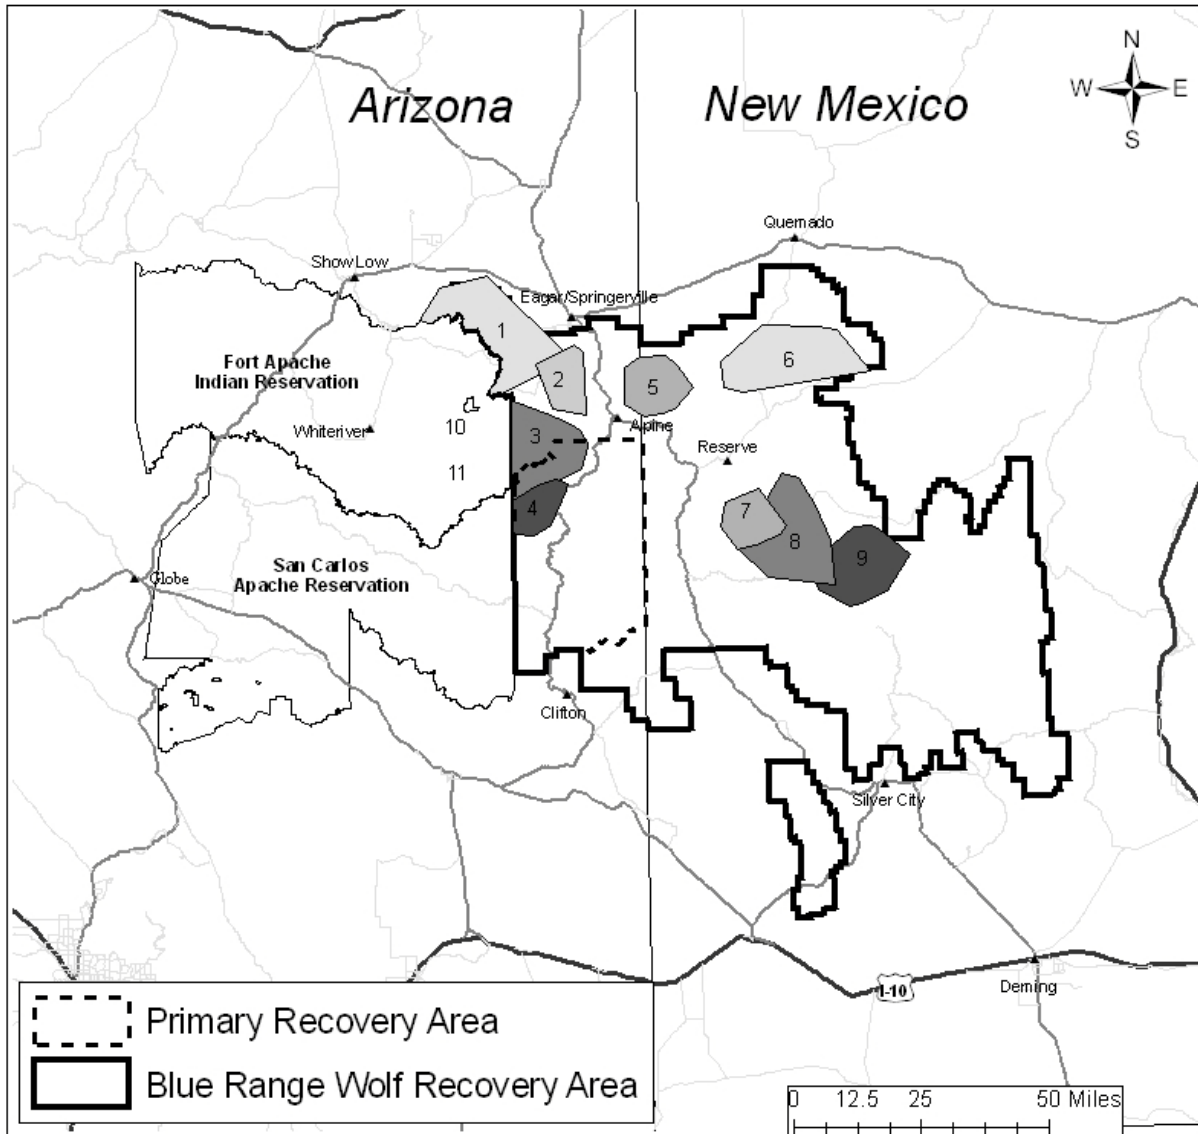 N
Arizona
New Mexico
W
E
S
Quemado
Show Low
Eagar/Springerville
1
Fort Apache
Indian Reservation
6
2
5
10
Whiteriver
3
Alpine
Reserve
11
4
7
8
9
San Carlos
Apache Reservation
Globe
Clifton
Silver City
I-10
Deming
Primary Recovery Area
Blue Range Wolf Recovery Area
0 12.5 25 50 Miles